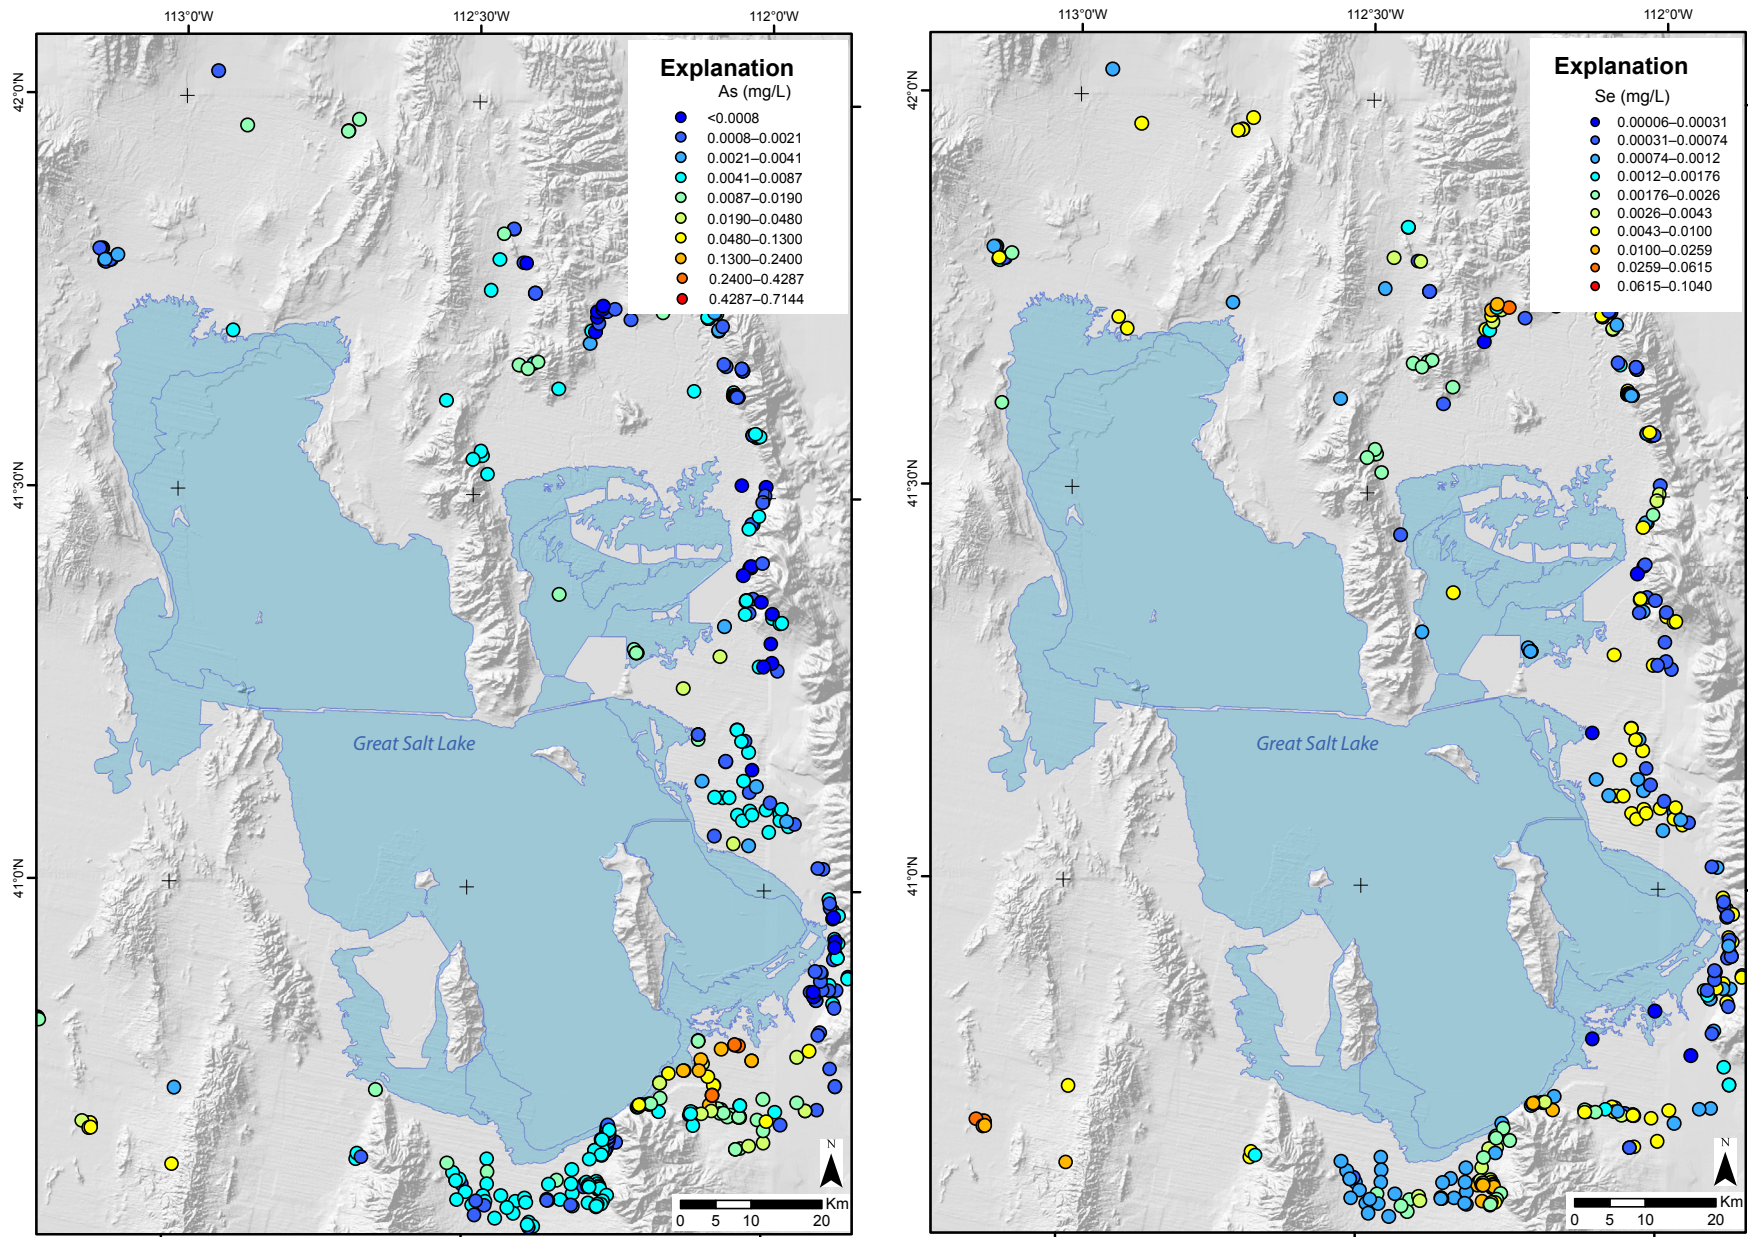 113°0'W 112°30'W 112°0'W
42°0'N
41°30'N
41°0'N
Explanation
As (mg/L)
<0.0008
0.0008–0.0021
0.0021–0.0041
0.0041–0.0087
0.0087–0.0190
0.0190–0.0480
0.0480–0.1300
0.1300–0.2400
0.2400–0.4287
0.4287–0.7144
Great Salt Lake
N
Km
0 5 10 20
113°0'W 112°30'W 112°0'W
42°0'N
41°30'N
41°0'N
Explanation
Se (mg/L)
0.00006–0.00031
0.00031–0.00074
0.00074–0.0012
0.0012–0.00176
0.00176–0.0026
0.0026–0.0043
0.0043–0.0100
0.0100–0.0259
0.0259–0.0615
0.0615–0.1040
Great Salt Lake
N
Km
0 5 10 20